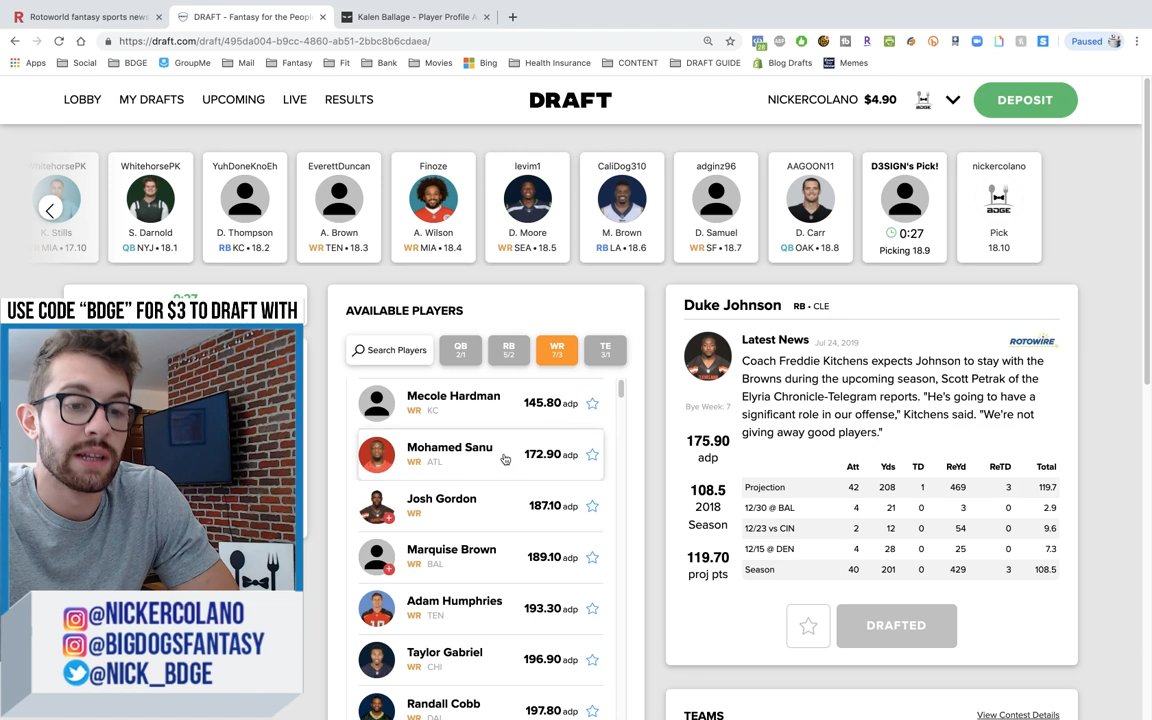 Rotoworld fantasy sports news
DRAFT - Fantasy for the Peopl
Kalen Ballage - Player Profile A
https://draft.com/draft/495da004-b9cc-4860-ab51-2bbc8b6cdaea/
Paused
Apps Social BDGE GroupMe Mail Fantasy Fit Bank Movies Bing Health Insurance CONTENT DRAFT GUIDE Blog Drafts Memes
LOBBY MY DRAFTS UPCOMING LIVE RESULTS DRAFT NICKERCOLANO $4.90 DEPOSIT
WhitehorsePK WhitehorsePK YuhDoneKnoEh EverettDuncan Finoze levim1 CaliDog310 adginz96 AAGOON11 D3SIGN's Pick! nickercolano
BDGE
K. Stills S. Darnold D. Thompson A. Brown A. Wilson D. Moore M. Brown D. Samuel D. Carr 0:27 Pick
MIA • 17.10 QB NYJ • 18.1 RB KC • 18.2 WR TEN • 18.3 WR MIA • 18.4 WR SEA • 18.5 RB LA • 18.6 WR SF • 18.7 QB OAK • 18.8 Picking 18.9 18.10
0:27
USE CODE "BDGE" FOR $3 TO DRAFT WITH
AVAILABLE PLAYERS
Search Players
QB 2/1
RB 5/2
WR 7/3
TE 3/1
Mecole Hardman
WR KC
145.80 adp
Mohamed Sanu
WR ATL
172.90 adp
Josh Gordon
WR
187.10 adp
Marquise Brown
WR BAL
189.10 adp
Adam Humphries
WR TEN
193.30 adp
Taylor Gabriel
WR CHI
196.90 adp
Randall Cobb
WR DAL
197.80 adp
Duke Johnson RB • CLE
Latest News Jul 24, 2019 ROTOWIRE
Coach Freddie Kitchens expects Johnson to stay with the
Browns during the upcoming season, Scott Petrak of the
Elyria Chronicle-Telegram reports. "He's going to have a
significant role in our offense," Kitchens said. "We're not
giving away good players."
Bye Week: 7
175.90
adp
108.5
2018
Season
119.70
proj pts
Att Yds TD ReYd ReTD Total
Projection 42 208 1 469 3 119.7
12/30 @ BAL 4 21 0 3 0 2.9
12/23 vs CIN 2 12 0 54 0 9.6
12/15 @ DEN 4 28 0 25 0 7.3
Season 40 201 0 429 3 108.5
DRAFTED
TEAMS View Contest Details
@NICKERCOLANO
@BIGDOGSFANTASY
@NICK_BDGE